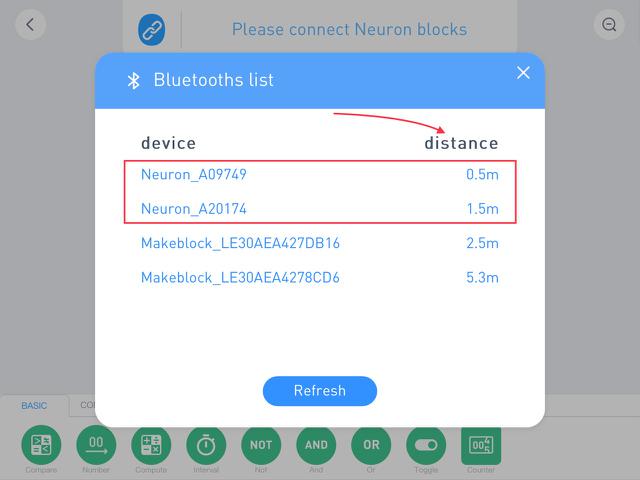 Please connect Neuron blocks
Bluetooths list
device distance
Neuron_A09749 0.5m
Neuron_A20174 1.5m
Makeblock_LE30AEA427DB16 2.5m
Makeblock_LE30AEA4278CD6 5.3m
Refresh
BASIC CO
00 NOT AND OR 00
Compare Number Compute Interval Not And Or Toggle Counter